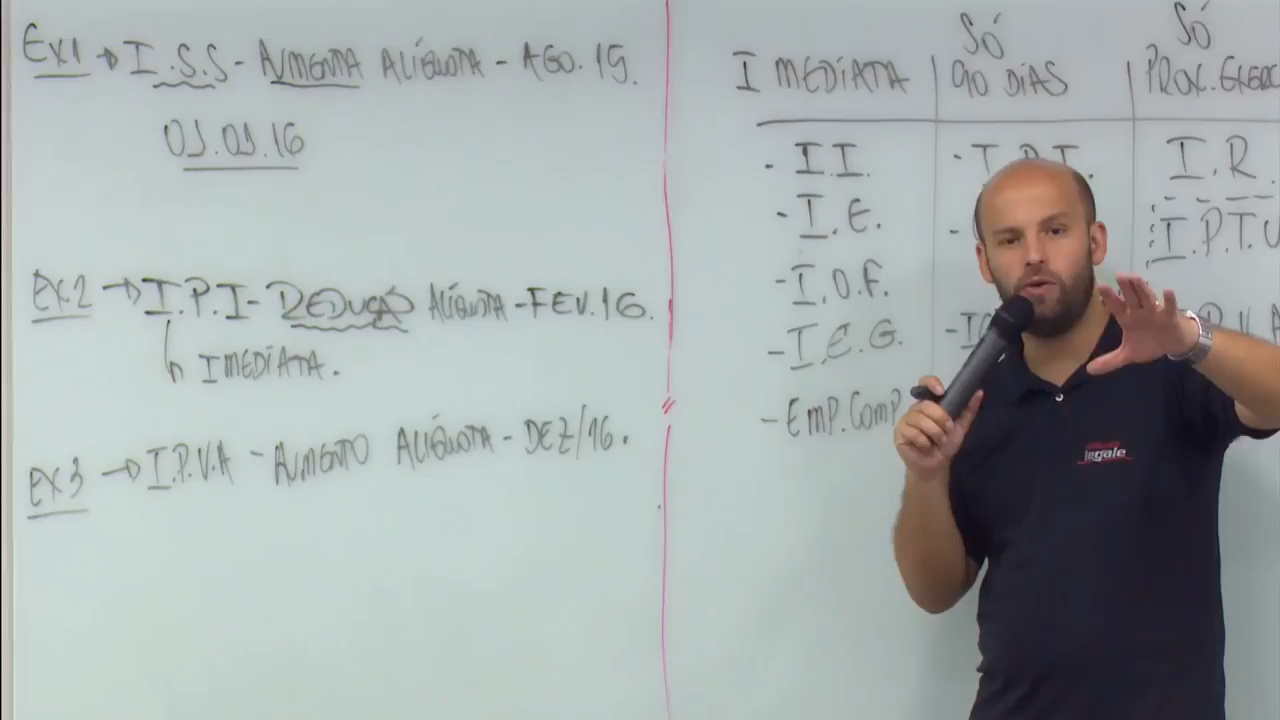 EX1 → I.S.S - AUMENTA ALÍQUOTA - AGO.15.
01.01.16
EX2 → I.P.I - REDUÇÃO ALÍQUOTA - FEV.16.
IMEDIATA.
EX3 → I.P.V.A - AUMENTO ALÍQUOTA - DEZ/16.
IMEDIATA
SÓ
90 DIAS
SÓ
PROX. EXERC
- I.I.
- I.E.
- I.O.F.
- I.E.G.
- EMP. COMP
I.R.
I.P.T.U
legale